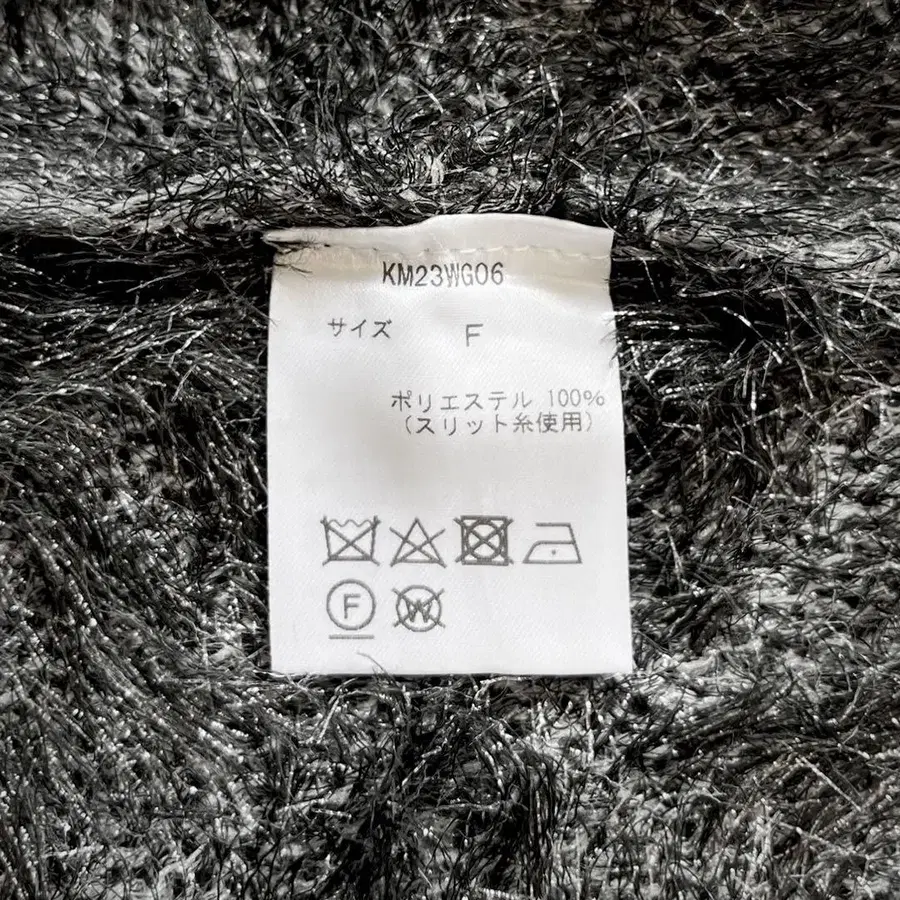 KM23WG06
サイズ F
ポリエステル 100%
（スリット糸使用）
F W